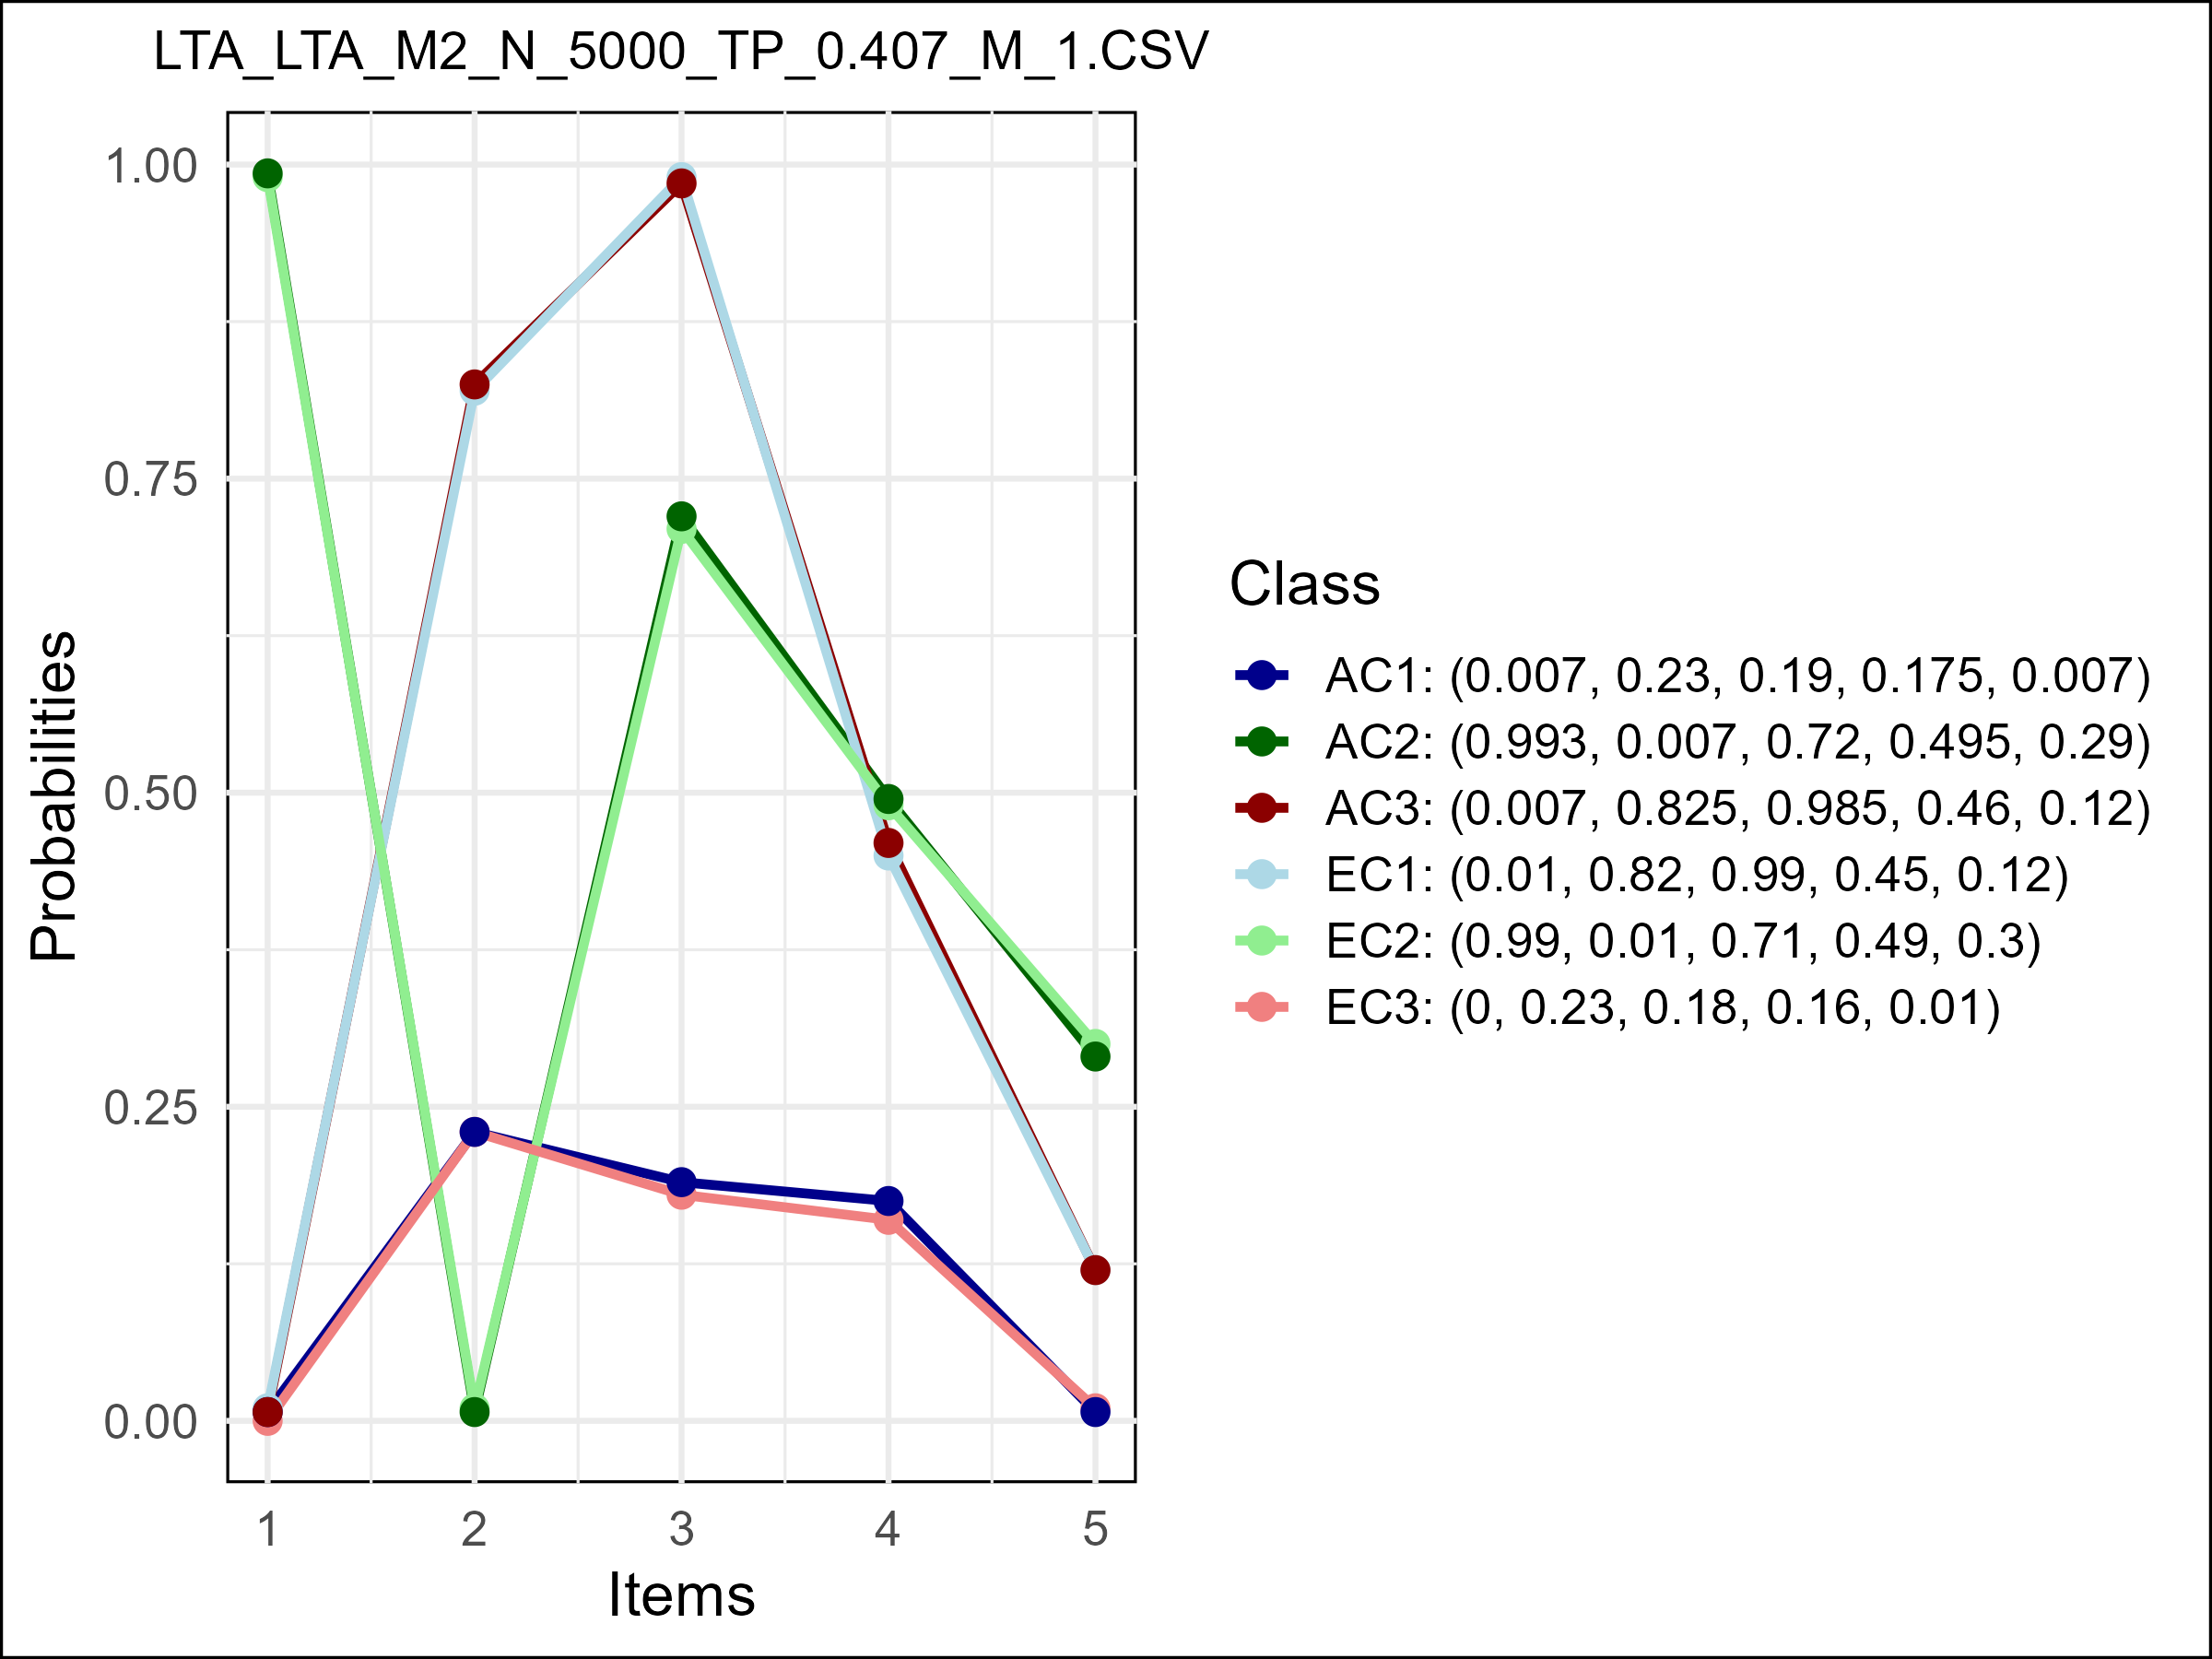 LTA_LTA_M2_N_5000_TP_0.407_M_1.CSV
1.00
0.75
0.50
0.25
0.00
Probabilities
1 2 3 4 5
Items
Class
AC1: (0.007, 0.23, 0.19, 0.175, 0.007)
AC2: (0.993, 0.007, 0.72, 0.495, 0.29)
AC3: (0.007, 0.825, 0.985, 0.46, 0.12)
EC1: (0.01, 0.82, 0.99, 0.45, 0.12)
EC2: (0.99, 0.01, 0.71, 0.49, 0.3)
EC3: (0, 0.23, 0.18, 0.16, 0.01)